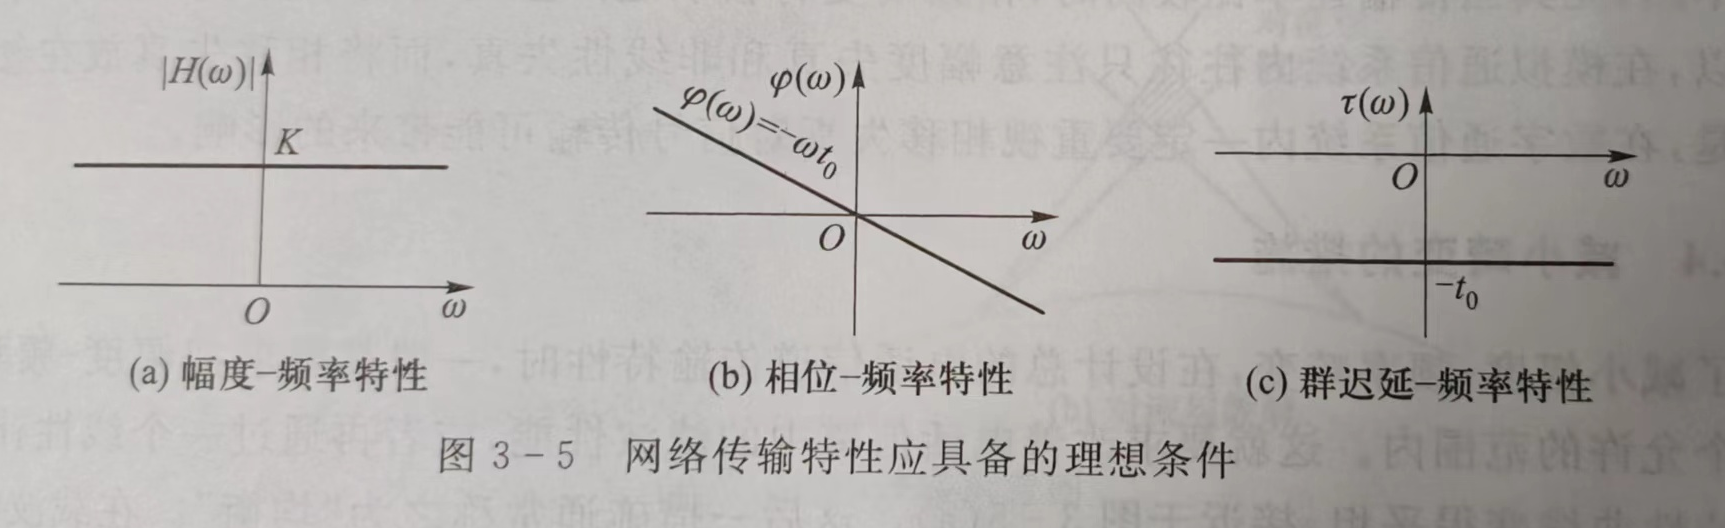 |H(ω)|
K
O
ω
φ(ω)
φ(ω)=-ωt₀
O
ω
τ(ω)
O
ω
-t₀
(a) 幅度-频率特性
(b) 相位-频率特性
(c) 群迟延-频率特性
图 3-5 网络传输特性应具备的理想条件